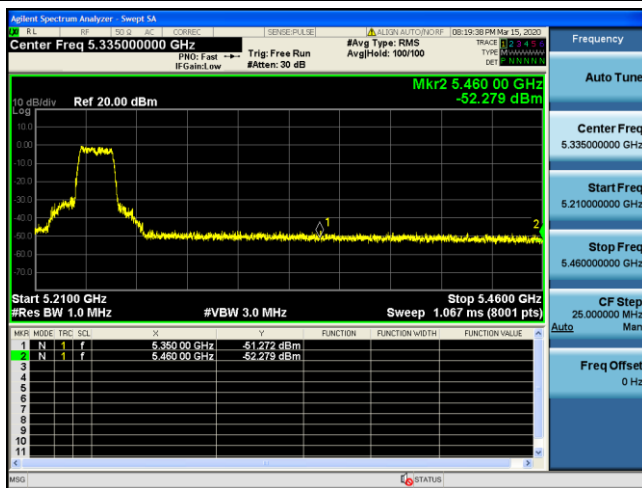 Agilent Spectrum Analyzer - Swept SA
RL RF 50 Ω AC CORREC SENSE:PULSE ALIGN AUTO/NORF 08:19:38 PM Mar 15, 2020
Center Freq 5.335000000 GHz #Avg Type: RMS TRACE 1 2 3 4 5 6
PNO: Fast Trig: Free Run Avg|Hold: 100/100 TYPE MWWWWW
IFGain:Low #Atten: 30 dB DET P N N N N N
Mkr2 5.460 00 GHz
10 dB/div Ref 20.00 dBm -52.279 dBm
Log
10.0
0.00
-10.0
-20.0
-30.0
-40.0
-50.0
-60.0
-70.0
1
2
Start 5.2100 GHz Stop 5.4600 GHz
#Res BW 1.0 MHz #VBW 3.0 MHz Sweep 1.067 ms (8001 pts)
MKR MODE TRC SCL X Y FUNCTION FUNCTION WIDTH FUNCTION VALUE
1 N 1 f 5.350 00 GHz -51.272 dBm
2 N 1 f 5.460 00 GHz -52.279 dBm
3
4
5
6
7
8
9
10
11
MSG STATUS
Frequency
Auto Tune
Center Freq
5.335000000 GHz
Start Freq
5.210000000 GHz
Stop Freq
5.460000000 GHz
CF Step
25.000000 MHz
Auto Man
Freq Offset
0 Hz